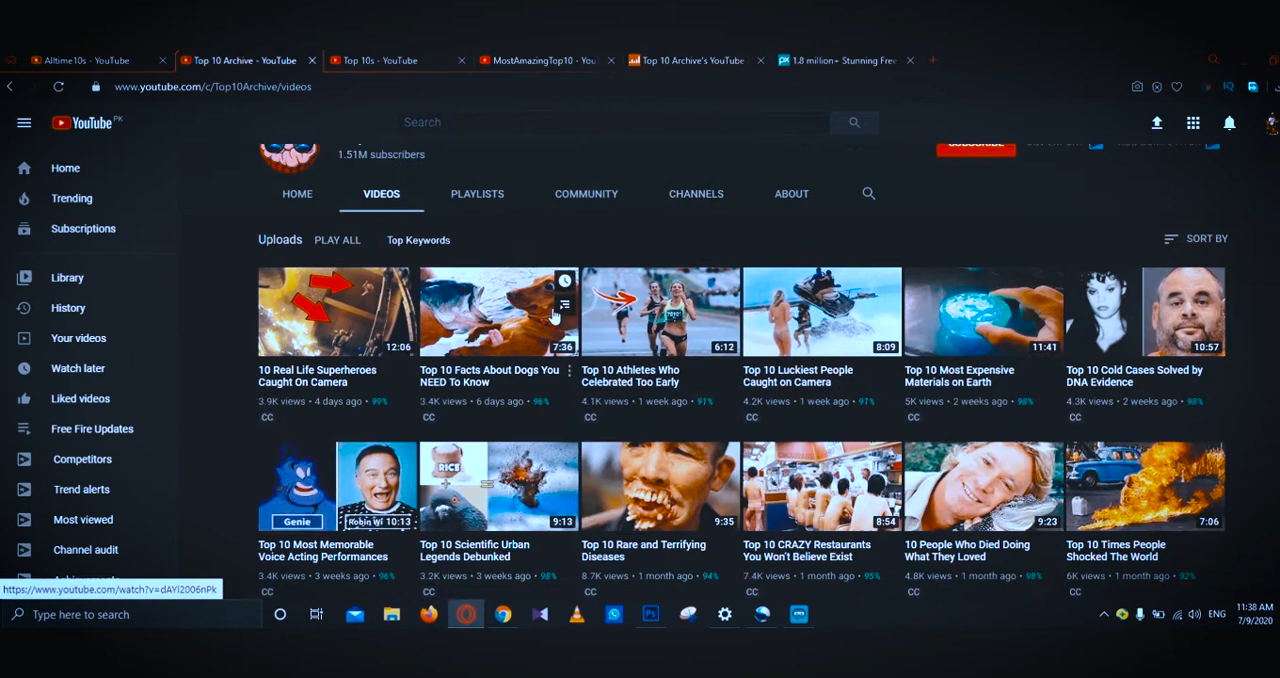 Alltime10s - YouTube
Top 10 Archive - YouTube
Top 10s - YouTube
MostAmazingTop10 - You
Top 10 Archive's YouTube
PX 1.8 million+ Stunning Free
www.youtube.com/c/Top10Archive/videos
YouTube PK
Search
1.51M subscribers
SUBSCRIBE
HOME
VIDEOS
PLAYLISTS
COMMUNITY
CHANNELS
ABOUT
Home
Trending
Subscriptions
Library
History
Your videos
Watch later
Liked videos
Free Fire Updates
Competitors
Trend alerts
Most viewed
Channel audit
Uploads
PLAY ALL
Top Keywords
SORT BY
12:06
7:36
70101
6:12
8:09
11:41
10:57
10 Real Life Superheroes
Caught On Camera
3.9K views • 4 days ago • 99%
CC
Top 10 Facts About Dogs You
NEED To Know
3.4K views • 6 days ago • 96%
CC
Top 10 Athletes Who
Celebrated Too Early
4.1K views • 1 week ago • 91%
CC
Top 10 Luckiest People
Caught on Camera
4.2K views • 1 week ago • 91%
CC
Top 10 Most Expensive
Materials on Earth
5K views • 2 weeks ago • 98%
CC
Top 10 Cold Cases Solved by
DNA Evidence
4.3K views • 2 weeks ago • 98%
CC
Genie
Robin Wi 10:13
RICE
+
=
9:13
9:35
8:54
9:23
7:06
Top 10 Most Memorable
Voice Acting Performances
3.4K views • 3 weeks ago • 96%
CC
Top 10 Scientific Urban
Legends Debunked
3.2K views • 3 weeks ago • 98%
CC
Top 10 Rare and Terrifying
Diseases
8.7K views • 1 month ago • 94%
CC
Top 10 CRAZY Restaurants
You Won't Believe Exist
7.4K views • 1 month ago • 95%
CC
10 People Who Died Doing
What They Loved
4.8K views • 1 month ago • 98%
CC
Top 10 Times People
Shocked The World
6K views • 1 month ago • 92%
CC
https://www.youtube.com/watch?v=dAYl2006nPk
Type here to search
Ps
ENG
11:38 AM
7/9/2020